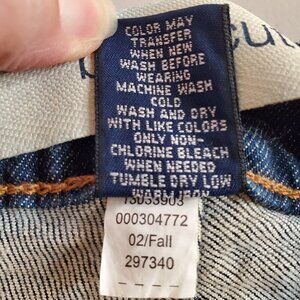 COLOR MAY
TRANSFER
WHEN NEW
WASH BEFORE
WEARING
MACHINE WASH
COLD
WASH AND DRY
WITH LIKE COLORS
ONLY NON-
CHLORINE BLEACH
WHEN NEEDED
TUMBLE DRY LOW
13033903
000304772
02/Fall
297340